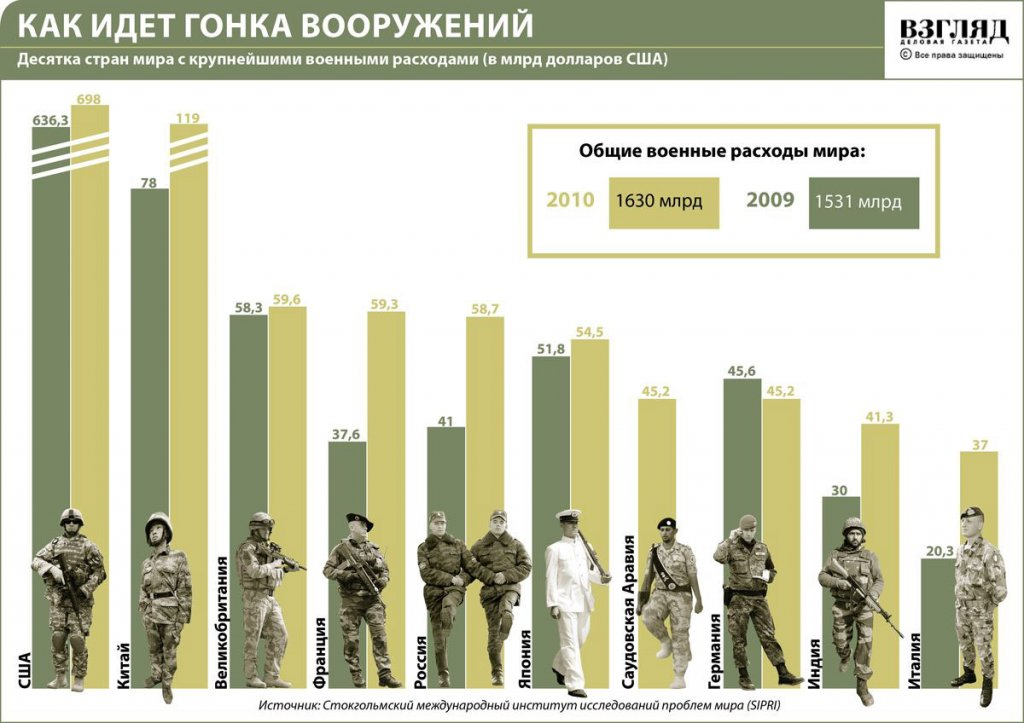 КАК ИДЕТ ГОНКА ВООРУЖЕНИЙ
Десятка стран мира с крупнейшими военными расходами (в млрд долларов США)
ВЗГЛЯД
ДЕЛОВАЯ ГАЗЕТА
© Все права защищены
Общие военные расходы мира:
2010 1630 млрд 2009 1531 млрд
636,3 698
78 119
58,3 59,6
37,6 59,3
41 58,7
51,8 54,5
45,2
45,6 45,2
30 41,3
20,3 37
США
Китай
Великобритания
Франция
Россия
Япония
Саудовская Аравия
Германия
Индия
Италия
Источник: Стокгольмский международный институт исследований проблем мира (SIPRI)